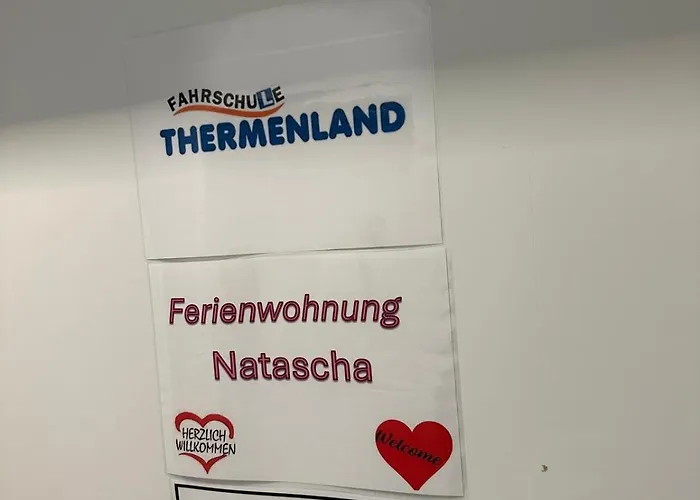 FAHRSCHULE
THERMENLAND
Ferienwohnung
Natascha
HERZLICH
WILLKOMMEN
Welcome